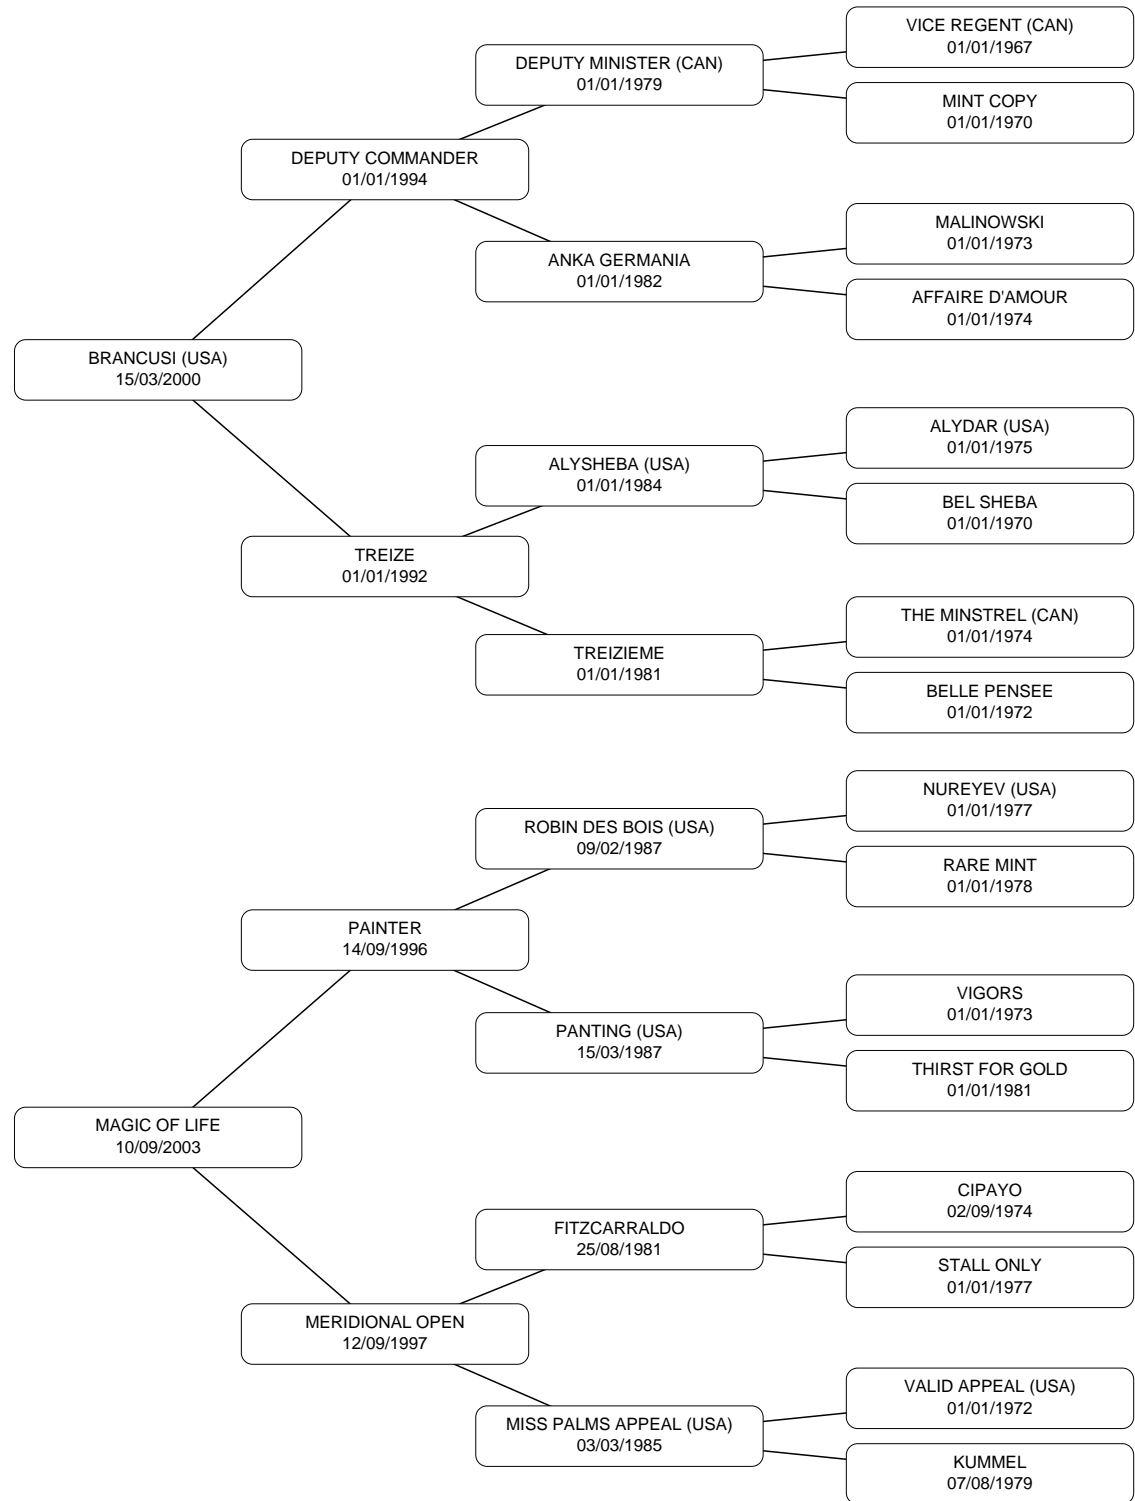 VICE REGENT (CAN)
01/01/1967
DEPUTY MINISTER (CAN)
01/01/1979
MINT COPY
01/01/1970
DEPUTY COMMANDER
01/01/1994
MALINOWSKI
01/01/1973
ANKA GERMANIA
01/01/1982
AFFAIRE D'AMOUR
01/01/1974
BRANCUSI (USA)
15/03/2000
ALYDAR (USA)
01/01/1975
ALYSHEBA (USA)
01/01/1984
BEL SHEBA
01/01/1970
TREIZE
01/01/1992
THE MINSTREL (CAN)
01/01/1974
TREIZIEME
01/01/1981
BELLE PENSEE
01/01/1972
NUREYEV (USA)
01/01/1977
ROBIN DES BOIS (USA)
09/02/1987
RARE MINT
01/01/1978
PAINTER
14/09/1996
VIGORS
01/01/1973
PANTING (USA)
15/03/1987
THIRST FOR GOLD
01/01/1981
MAGIC OF LIFE
10/09/2003
CIPAYO
02/09/1974
FITZCARRALDO
25/08/1981
STALL ONLY
01/01/1977
MERIDIONAL OPEN
12/09/1997
VALID APPEAL (USA)
01/01/1972
MISS PALMS APPEAL (USA)
03/03/1985
KUMMEL
07/08/1979